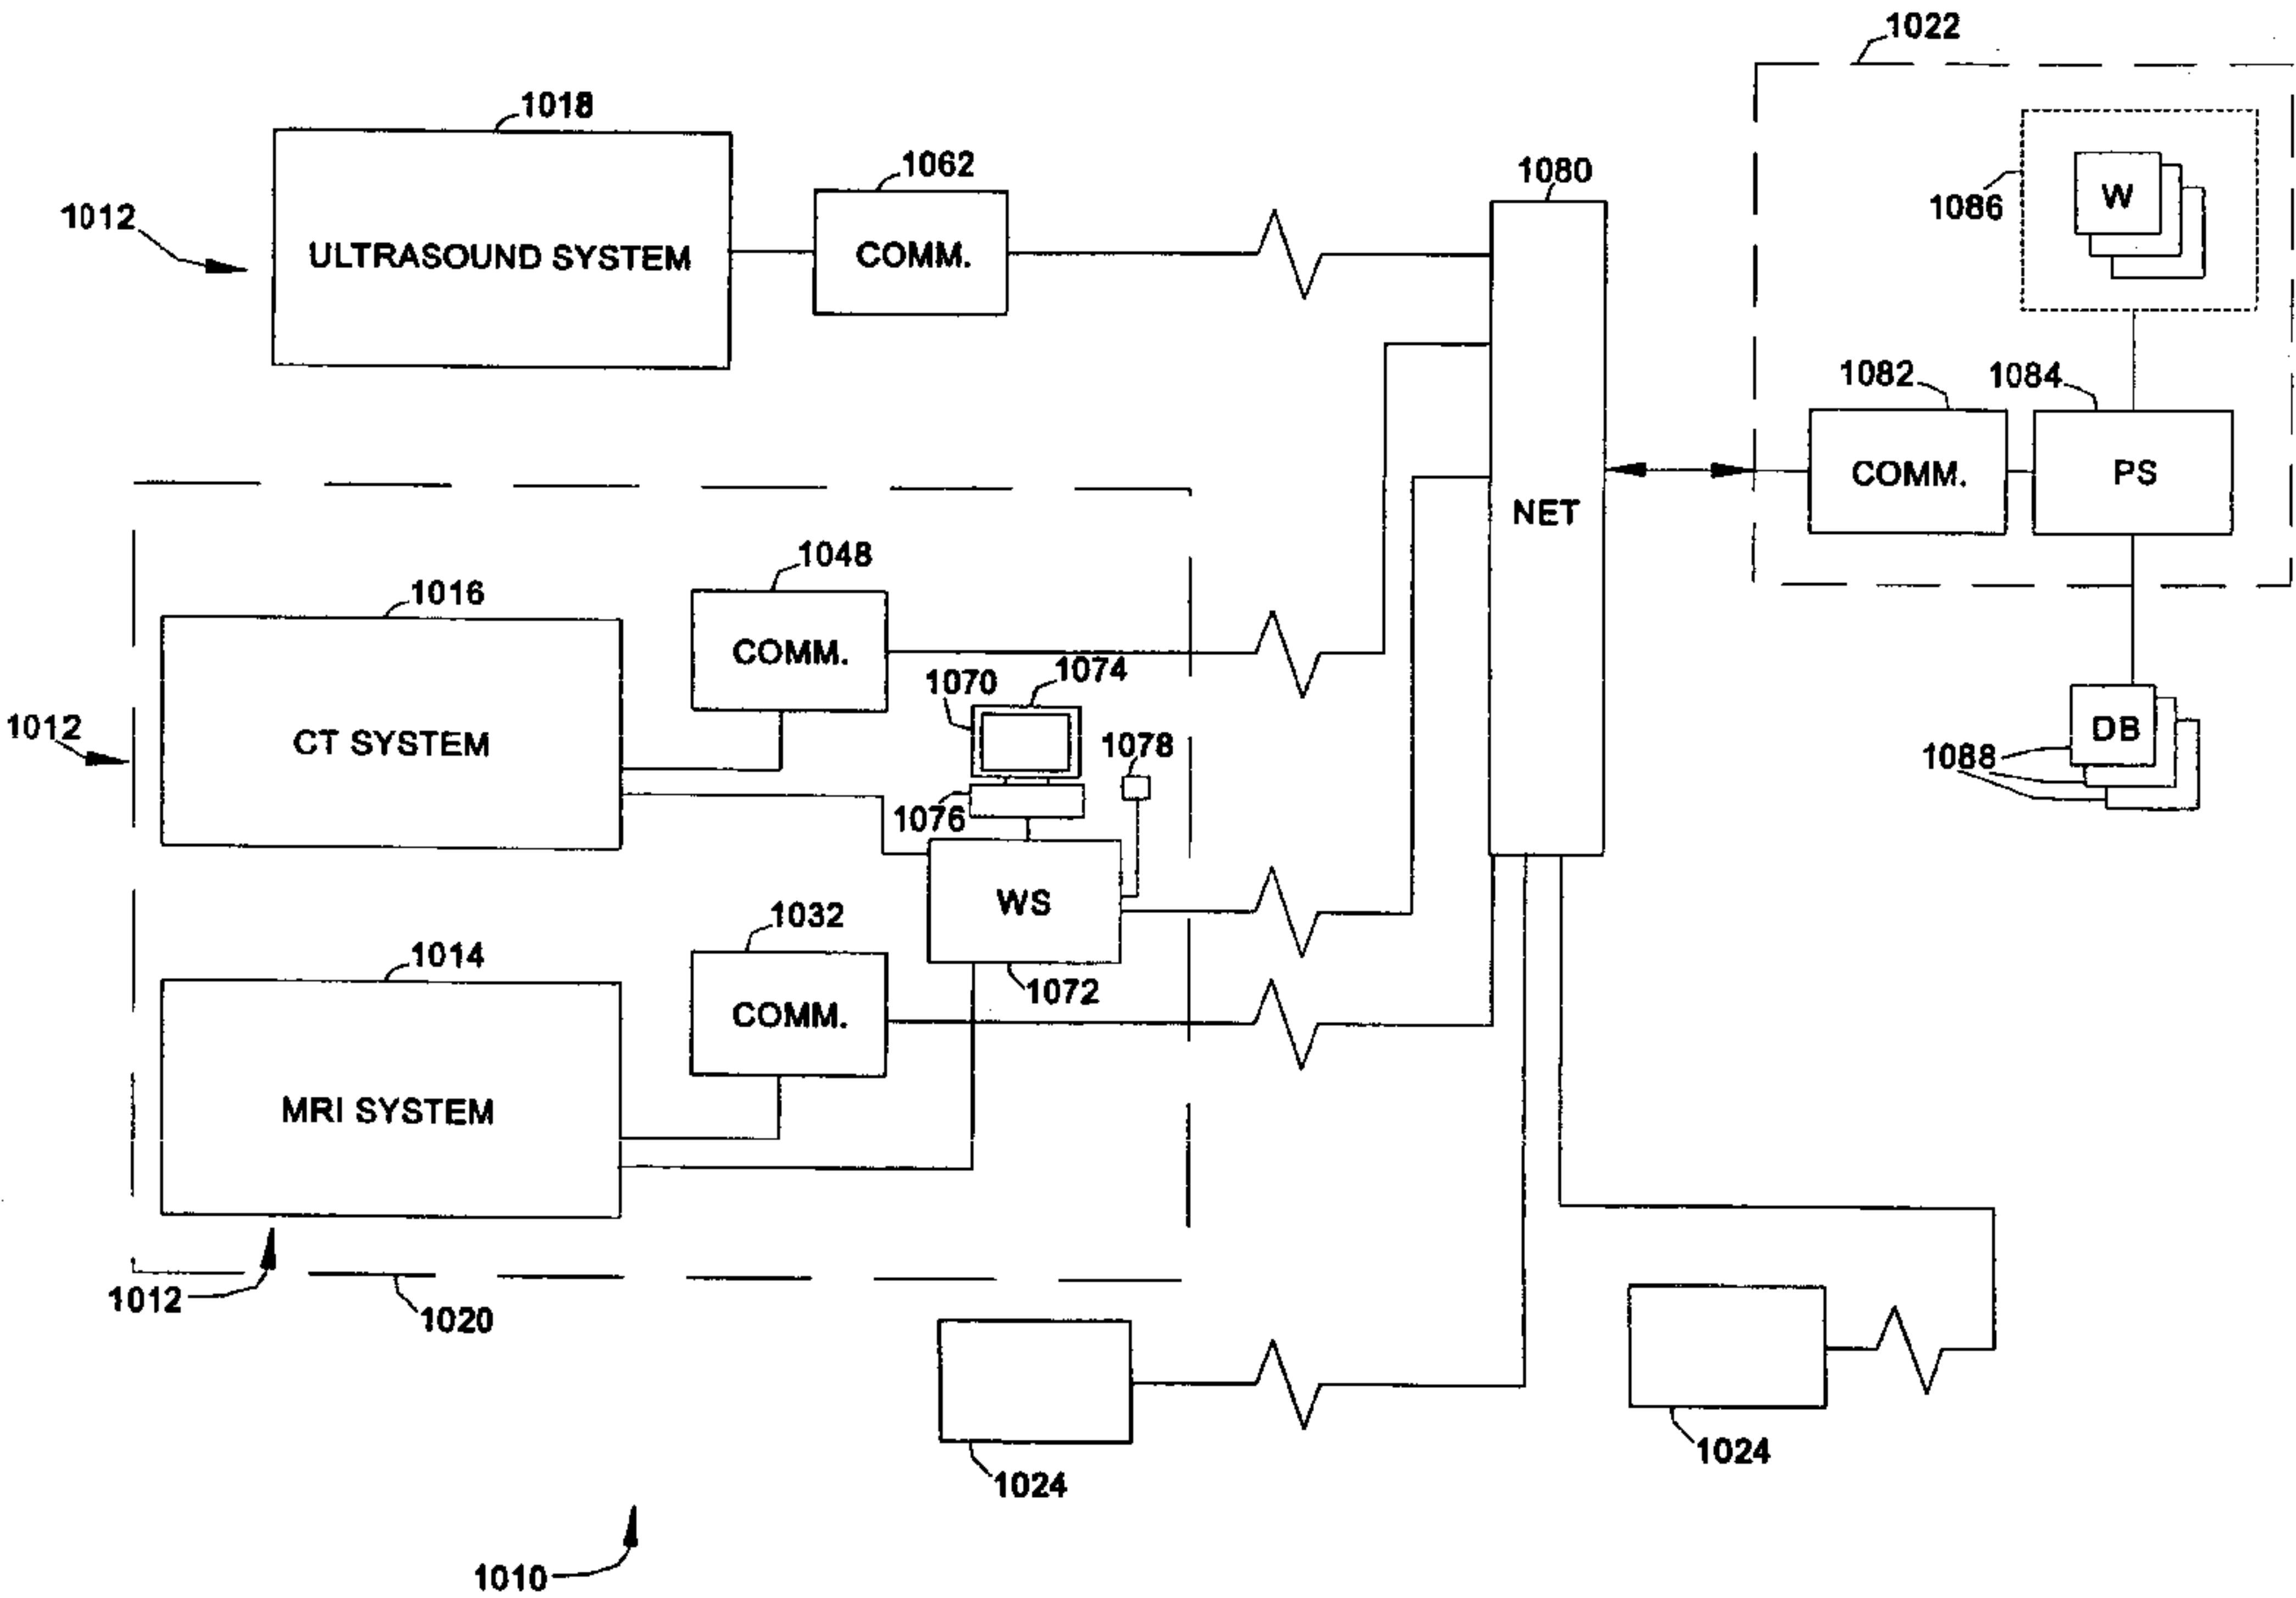 1022
1018
1062
1080
1086
W
1012
ULTRASOUND SYSTEM
COMM.
1082
1084
COMM.
PS
NET
1048
1016
COMM.
1074
1070
1012
CT SYSTEM
1078
DB
1088
1076
WS
1032
1014
1072
COMM.
MRI SYSTEM
1012
1020
1024
1024
1010